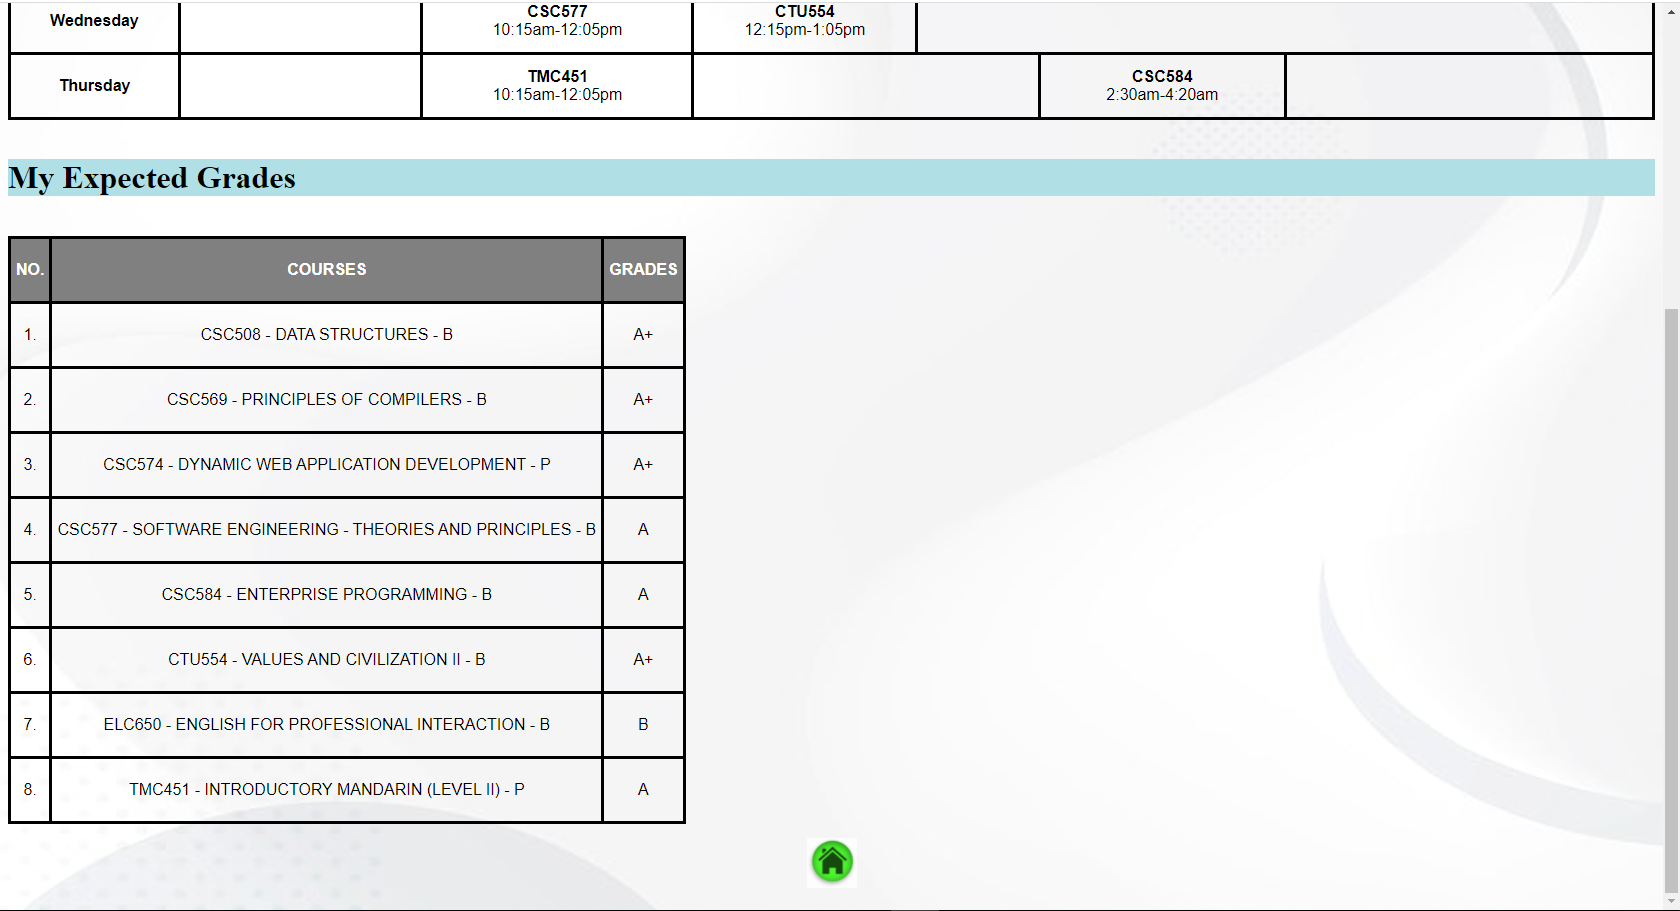 Wednesday
CSC577
10:15am-12:05pm
CTU554
12:15pm-1:05pm
Thursday
TMC451
10:15am-12:05pm
CSC584
2:30am-4:20am
My Expected Grades
NO. COURSES GRADES
1. CSC508 - DATA STRUCTURES - B A+
2. CSC569 - PRINCIPLES OF COMPILERS - B A+
3. CSC574 - DYNAMIC WEB APPLICATION DEVELOPMENT - P A+
4. CSC577 - SOFTWARE ENGINEERING - THEORIES AND PRINCIPLES - B A
5. CSC584 - ENTERPRISE PROGRAMMING - B A
6. CTU554 - VALUES AND CIVILIZATION II - B A+
7. ELC650 - ENGLISH FOR PROFESSIONAL INTERACTION - B B
8. TMC451 - INTRODUCTORY MANDARIN (LEVEL II) - P A